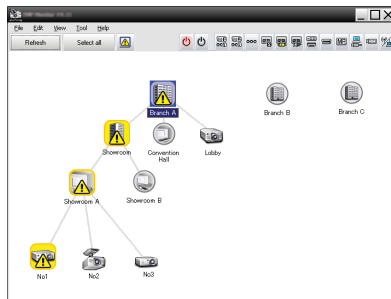 File Edit View Tool Help
Refresh Select all
Branch A Branch B Branch C
Showroom Convention Hall Lobby
Showroom A Showroom B
No1 No2 No3